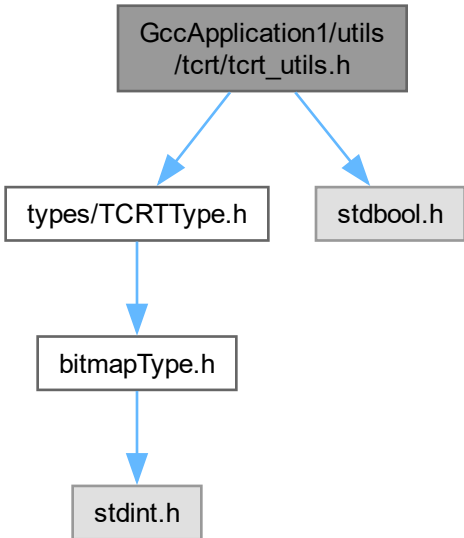 GccApplication1/utils
/tcrt/tcrt_utils.h
types/TCRTType.h
stdbool.h
bitmapType.h
stdint.h